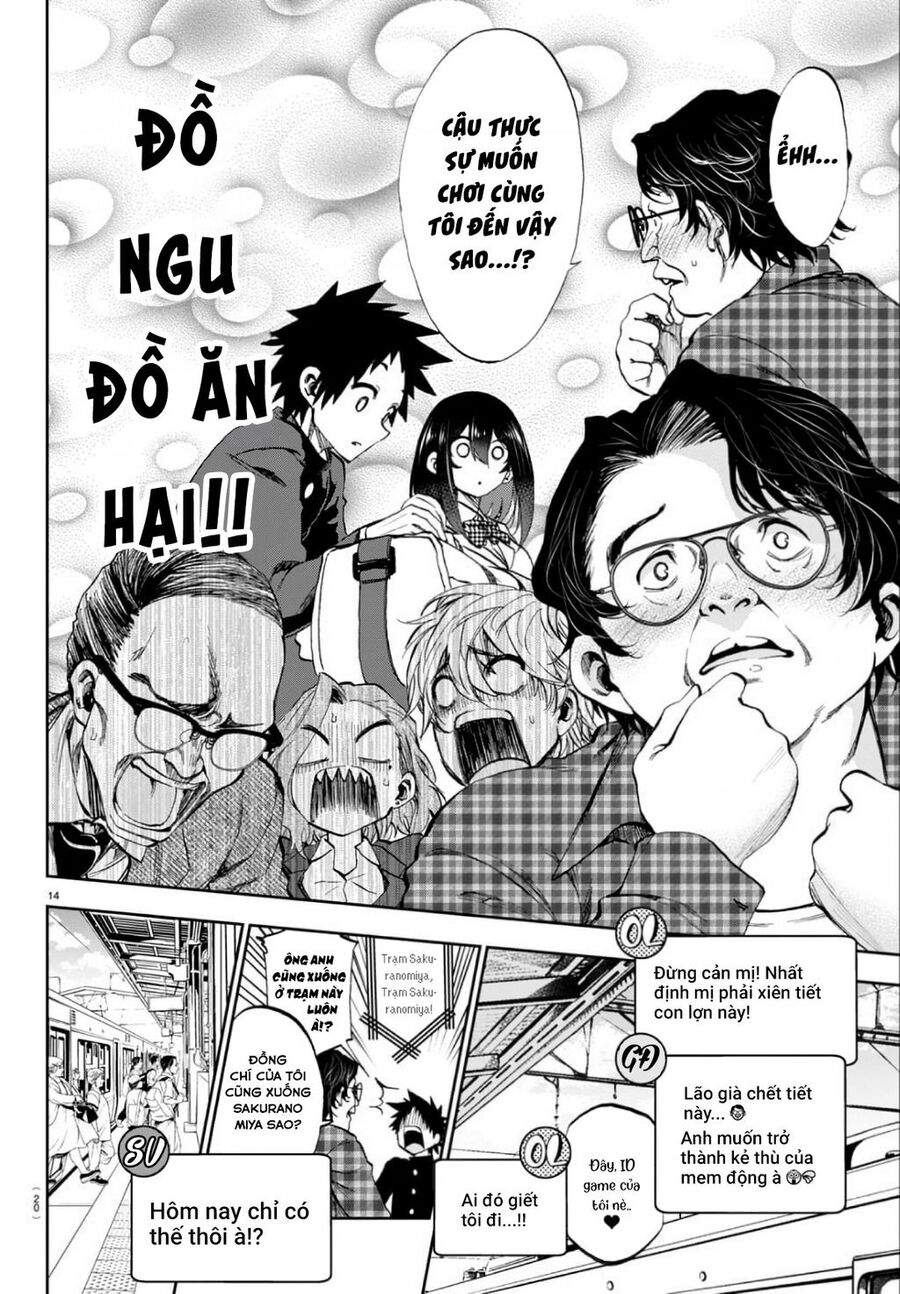 ỂHH...
CẬU THỰC
SỰ MUỐN
CHƠI CÙNG
TÔI ĐẾN VẬY
SAO...!?
ĐỒ
NGU
ĐỒ ĂN
HẠI!!
14
OL
Đừng cản mị! Nhất
định mị phải xiên tiết
con lợn này!
GĐ
Lão già chết tiết
này...
Anh muốn trở
thành kẻ thù của
mem động à
Đây, ID
game của
tôi nè..
♥
OL
Ai đó giết
tôi đi...!!
Trạm Saku-
ranomiya,
Trạm Saku-
ranomiya!
ÔNG ANH
CŨNG XUỐNG
Ở TRẠM NÀY
LUÔN
À!?
ĐỒNG
CHÍ CỦA TÔI
CŨNG XUỐNG
SAKURANO
MIYA SAO?
SV
Hôm nay chỉ có
thế thôi à!?
(20)